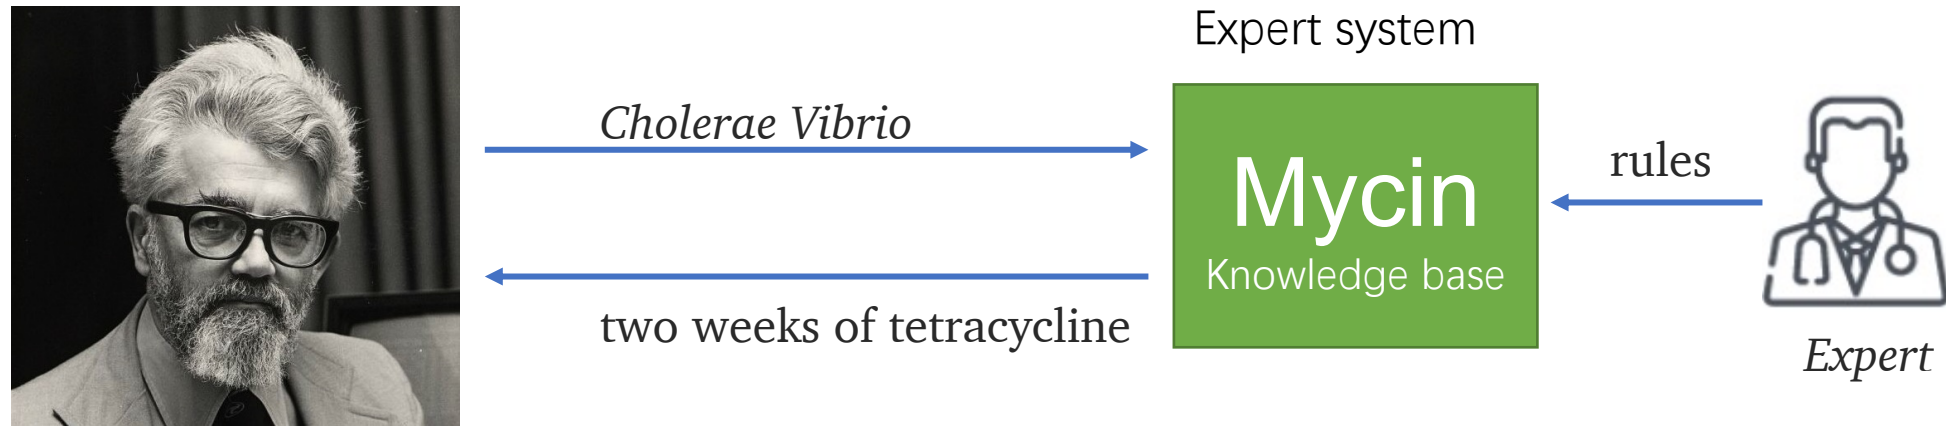 Expert system
Cholerae Vibrio
Mycin
Knowledge base
rules
two weeks of tetracycline
Expert